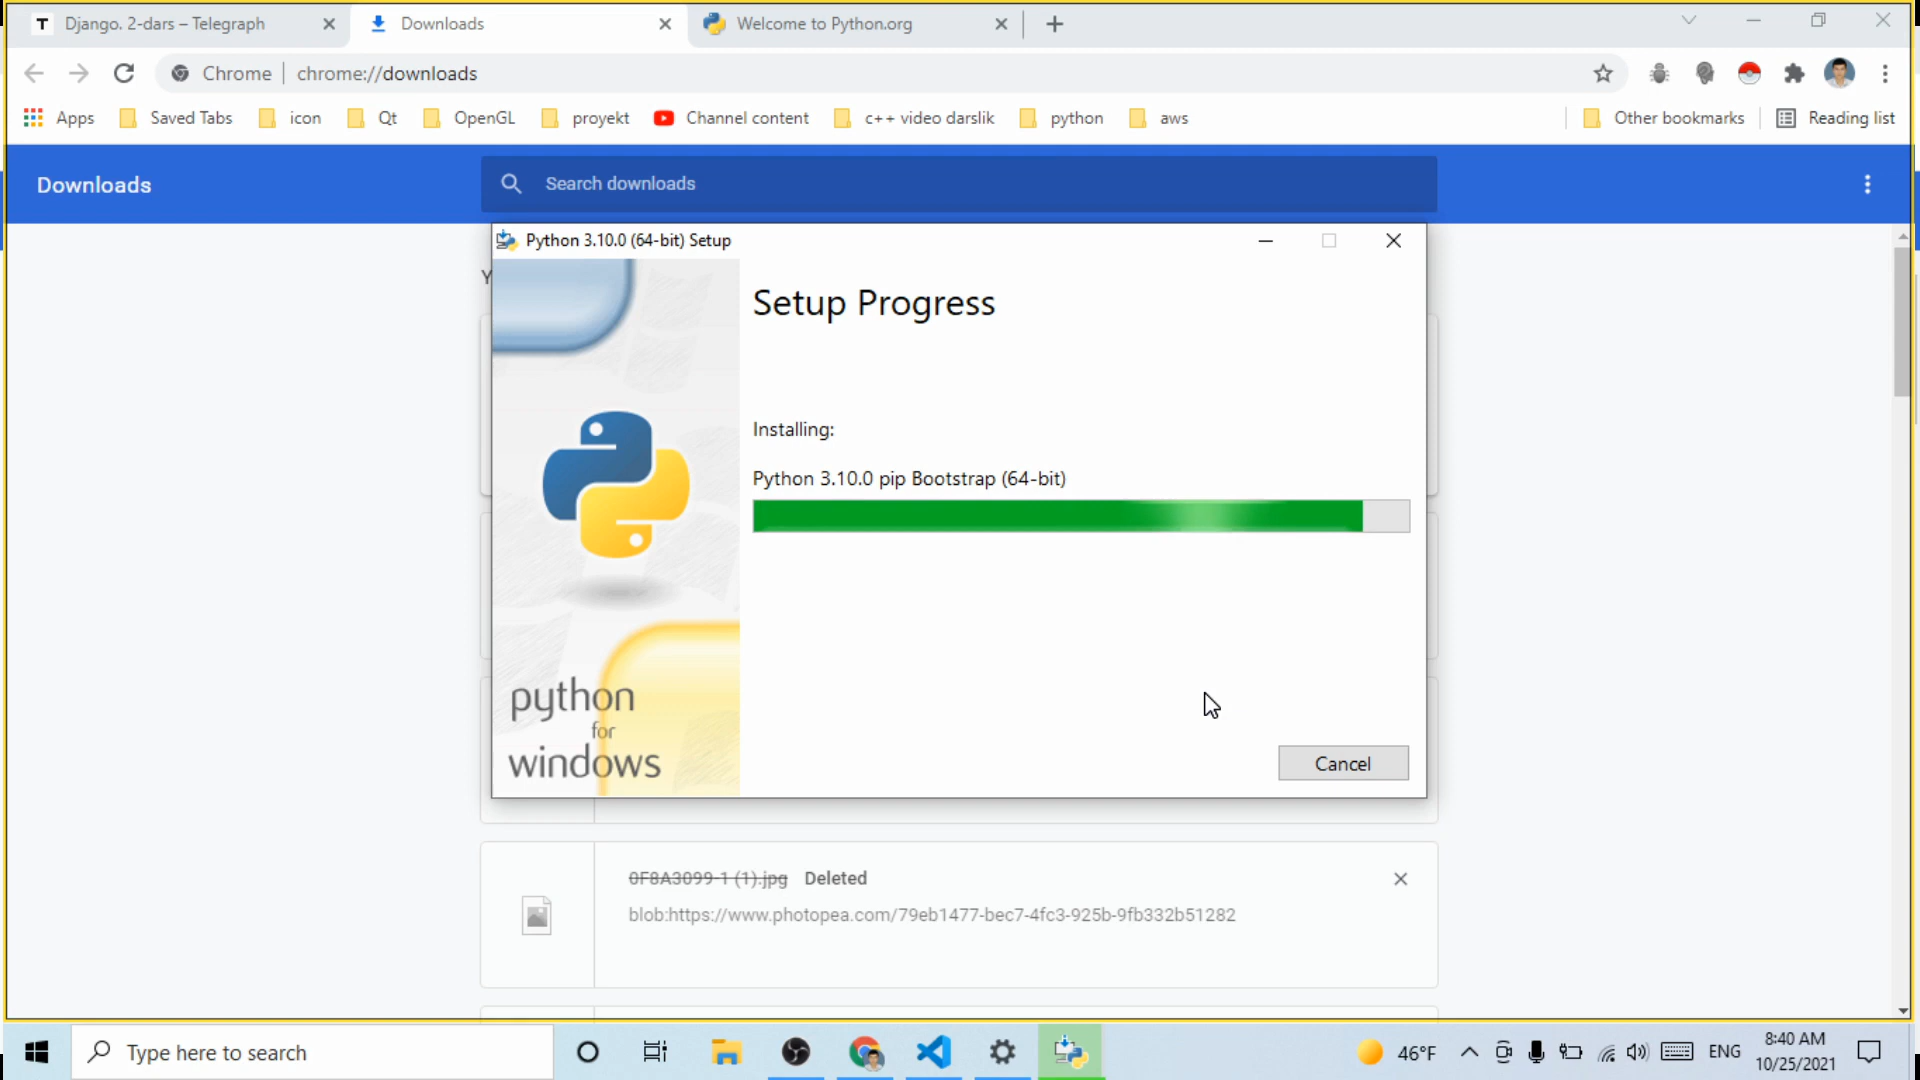 T Django. 2-dars – Telegraph
Downloads
Welcome to Python.org
Chrome
chrome://downloads
Apps
Saved Tabs
icon
Qt
OpenGL
proyekt
Channel content
c++ video darslik
python
aws
Other bookmarks
Reading list
Downloads
Search downloads
Y
Python 3.10.0 (64-bit) Setup
Setup Progress
Installing:
Python 3.10.0 pip Bootstrap (64-bit)
python
for
windows
Cancel
0F8A3099-1 (1).jpg Deleted
blob:https://www.photopea.com/79eb1477-bec7-4fc3-925b-9fb332b51282
Type here to search
46°F
ENG
8:40 AM
10/25/2021